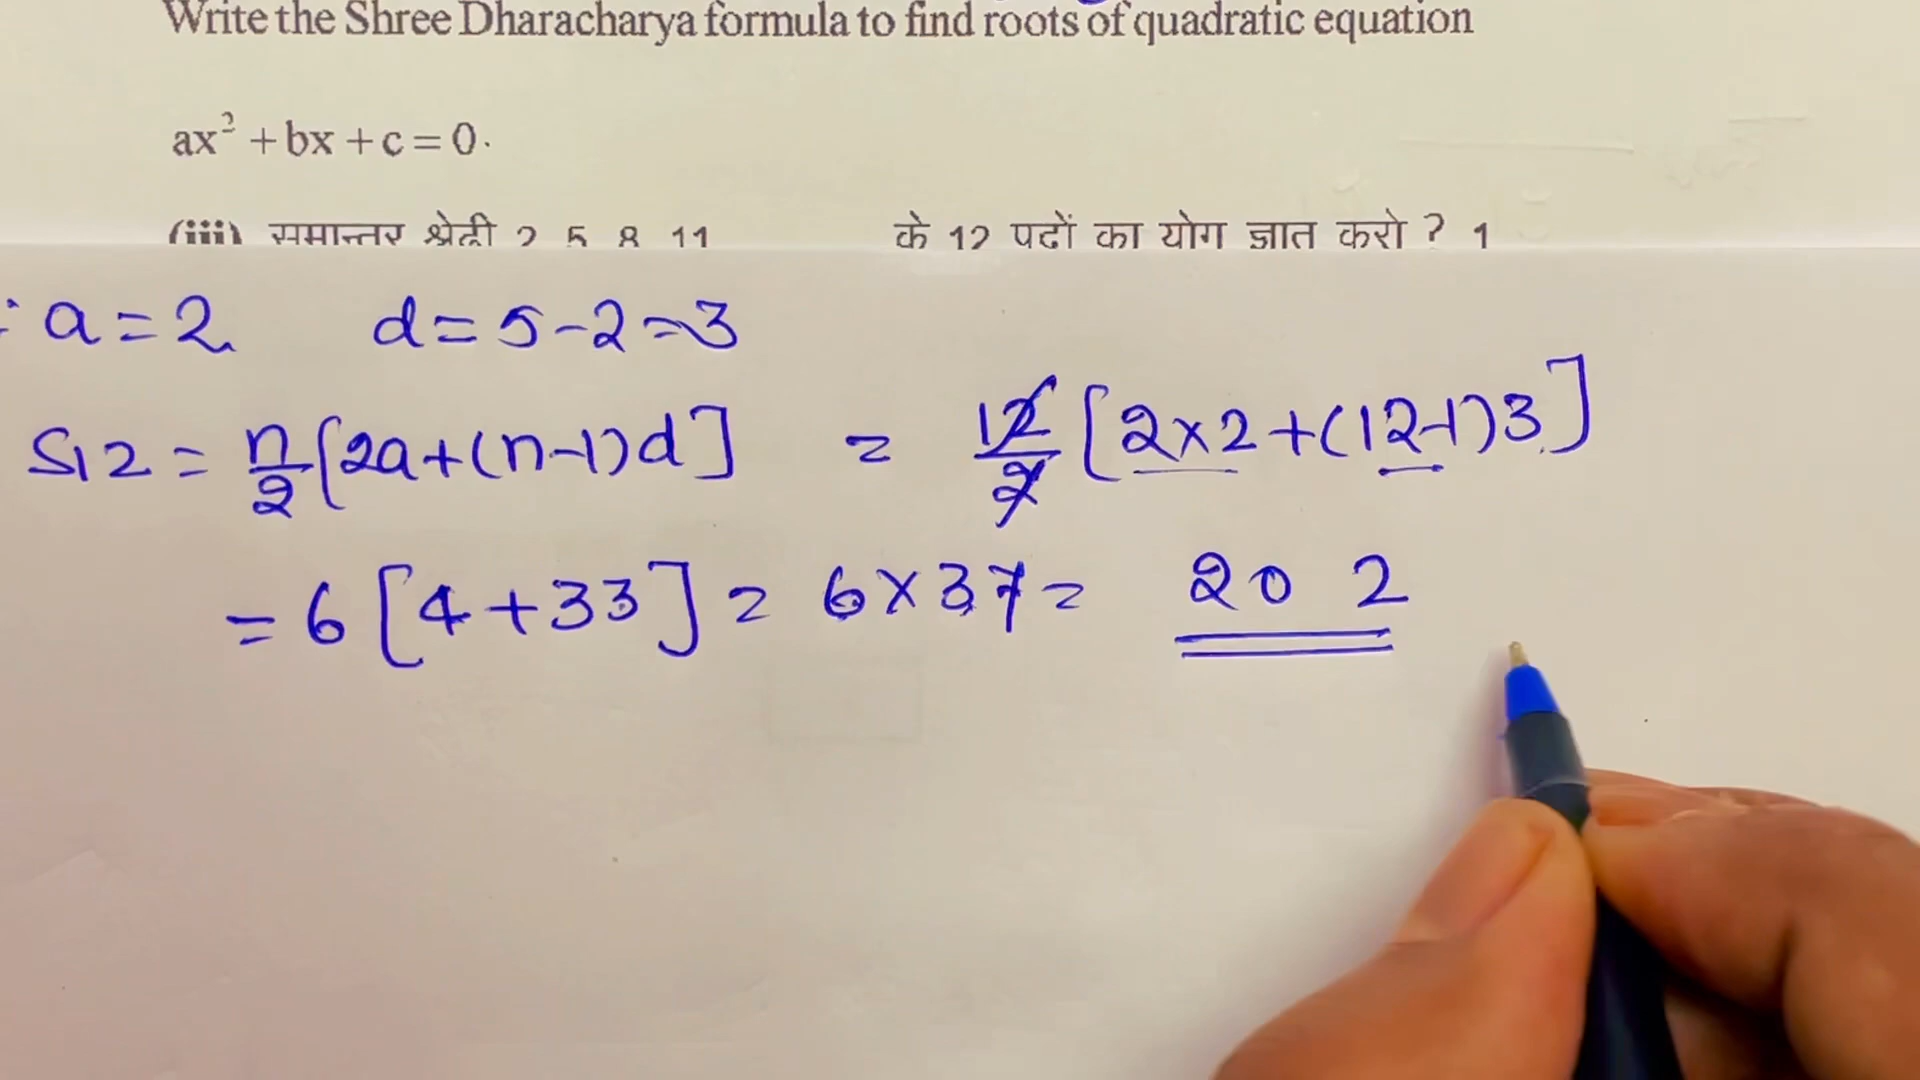 Write the Shree Dharacharya formula to find roots of quadratic equation
ax² + bx + c = 0.
(iii) समान्तर श्रेढी 2 5 8 11 के 12 पदों का योग ज्ञात करो ? 1
a = 2 d = 5 - 2 = 3
S12 = n/2 [2a + (n-1)d] = 12/2 [2×2 + (12-1)3]
= 6 [4 + 33] = 6 × 37 = 20 2